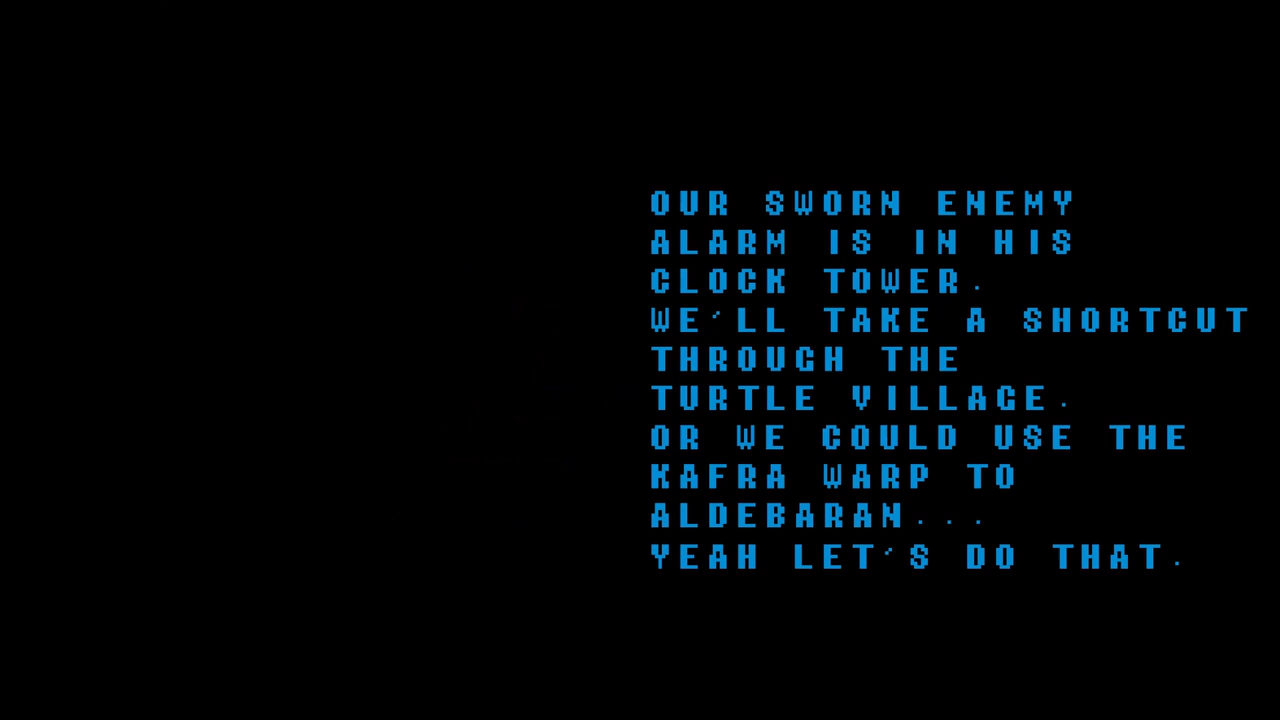 OUR SWORN ENEMY
ALARM IS IN HIS
CLOCK TOWER.
WE'LL TAKE A SHORTCUT
THROUGH THE
TURTLE VILLAGE.
OR WE COULD USE THE
KAFRA WARP TO
ALDEBARAN...
YEAH LET'S DO THAT.